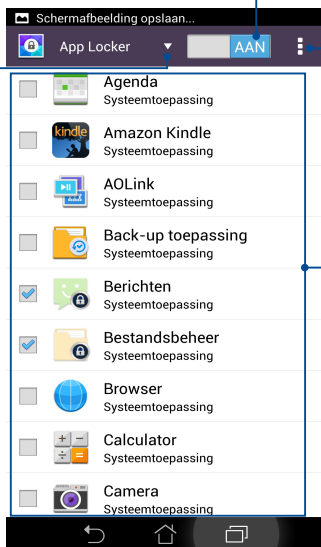 Schermafbeelding opslaan...
App Locker
AAN
Agenda
Systeemtoepassing
kindle
Amazon Kindle
Systeemtoepassing
AOLink
Systeemtoepassing
Back-up toepassing
Systeemtoepassing
Berichten
Systeemtoepassing
Bestandsbeheer
Systeemtoepassing
Browser
Systeemtoepassing
Calculator
Systeemtoepassing
Camera
Systeemtoepassing